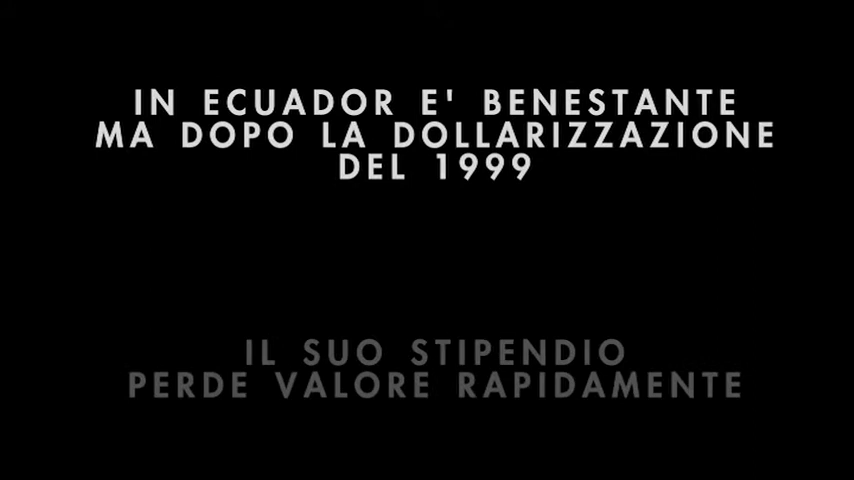 IN ECUADOR E' BENESTANTE
MA DOPO LA DOLLARIZZAZIONE
DEL 1999
IL SUO STIPENDIO
PERDE VALORE RAPIDAMENTE